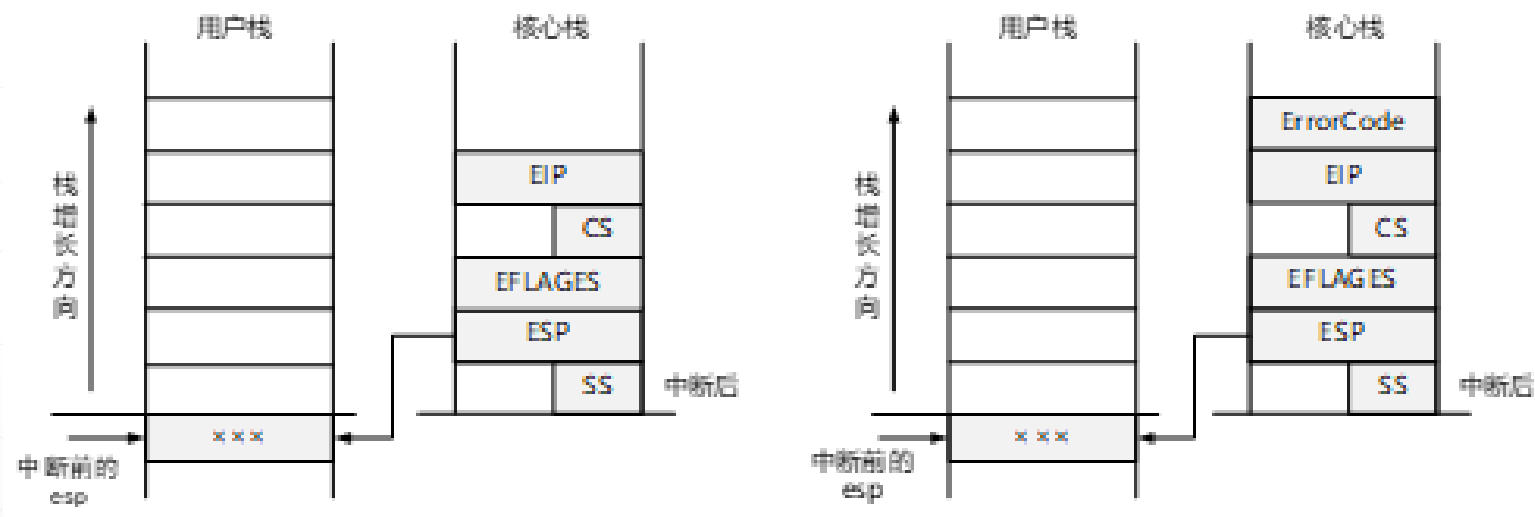 用户栈
核心栈
EIP
CS
EFLAGES
ESP
SS
中断后
×××
中断前的
esp
栈
增
长
方
向
用户栈
核心栈
ErrorCode
EIP
CS
EFLAGES
ESP
SS
中断后
×××
中断前的
esp
栈
增
长
方
向